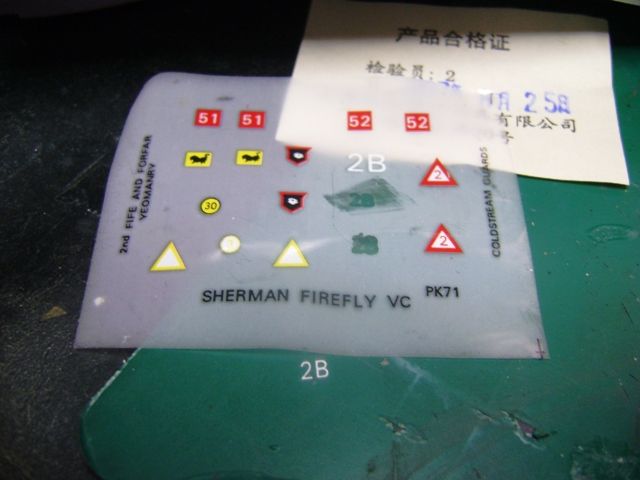 产品合格证
检验员: 2
25日
有限公司
号
51 51 52 52
2B
2
30
2
2nd FIFE AND FORFAR
YEOMANRY
COLDSTREAM GUARDS
SHERMAN FIREFLY VC PK71
2B